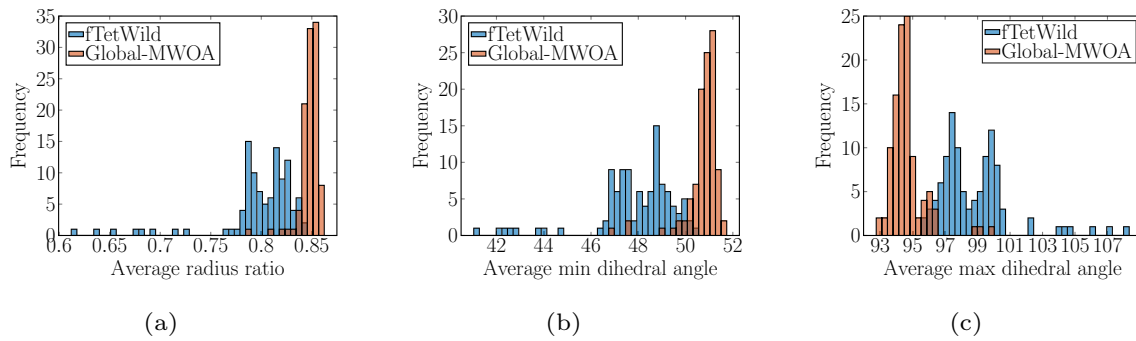 35
30
25
20
15
10
5
0
Frequency
fTetWild
Global-MWOA
0.6 0.65 0.7 0.75 0.8 0.85
Average radius ratio
(a)
30
25
20
15
10
5
0
Frequency
fTetWild
Global-MWOA
42 44 46 48 50 52
Average min dihedral angle
(b)
25
20
15
10
5
0
Frequency
fTetWild
Global-MWOA
93 95 97 99 101 103 105 107
Average max dihedral angle
(c)